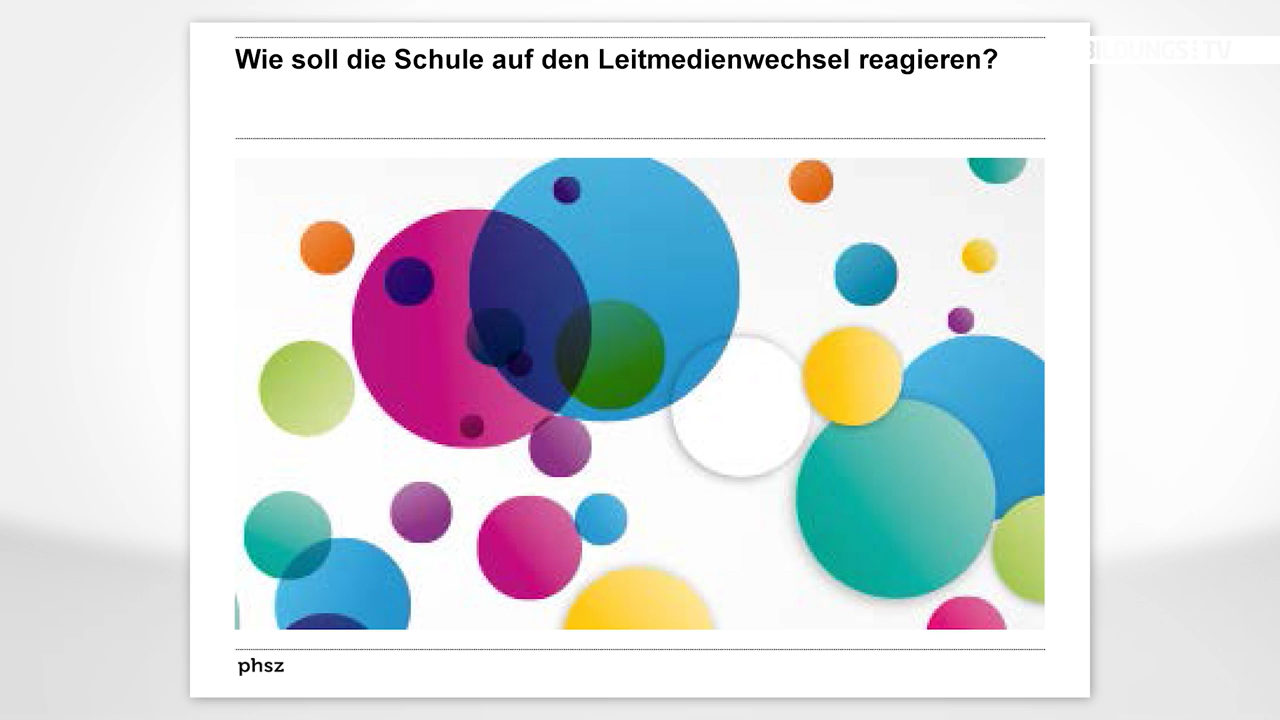 Wie soll die Schule auf den Leitmedienwechsel reagieren?
BILDUNGS TV
phsz